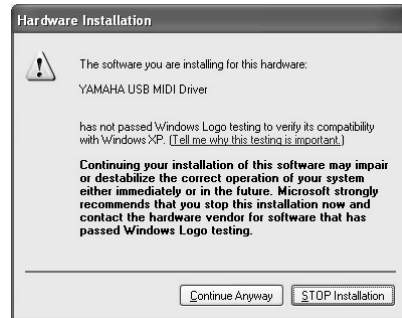 Hardware Installation
The software you are installing for this hardware:
YAMAHA USB MIDI Driver
has not passed Windows Logo testing to verify its compatibility
with Windows XP. (Tell me why this testing is important.)
Continuing your installation of this software may impair
or destabilize the correct operation of your system
either immediately or in the future. Microsoft strongly
recommends that you stop this installation now and
contact the hardware vendor for software that has
passed Windows Logo testing.
Continue Anyway STOP Installation